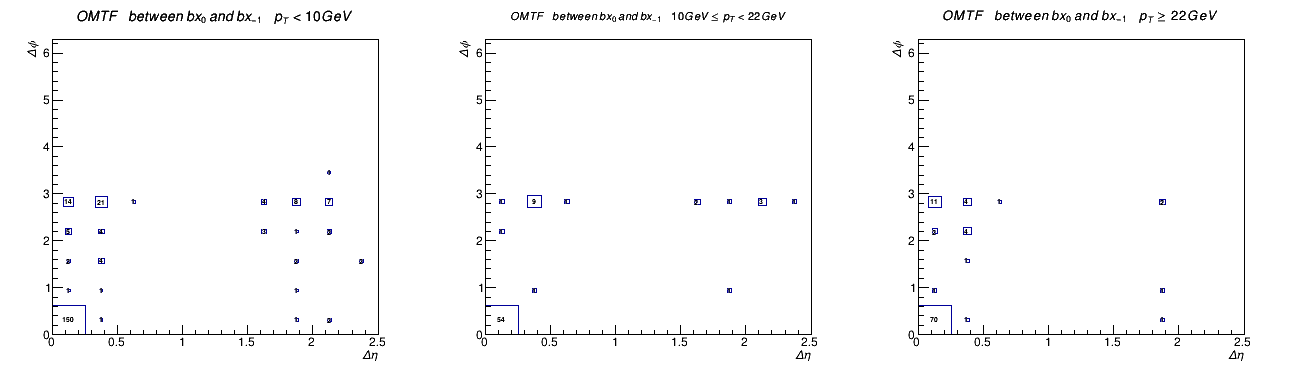 OMTF between bx₀ and bx₋₁ p_T < 10GeV
Δφ
6
5
4
3
2
1
0
14 21 8 7
150
0 0.5 1 1.5 2 2.5
Δη
OMTF between bx₀ and bx₋₁ 10GeV ≤ p_T < 22GeV
Δφ
6
5
4
3
2
1
0
9 3
54
0 0.5 1 1.5 2 2.5
Δη
OMTF between bx₀ and bx₋₁ p_T ≥ 22GeV
Δφ
6
5
4
3
2
1
0
11 4
4
70
0 0.5 1 1.5 2 2.5
Δη